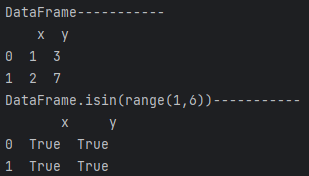 DataFrame-----------
   x  y
0  1  3
1  2  7
DataFrame.isin(range(1,6))-----------
      x     y
0  True  True
1  True  True